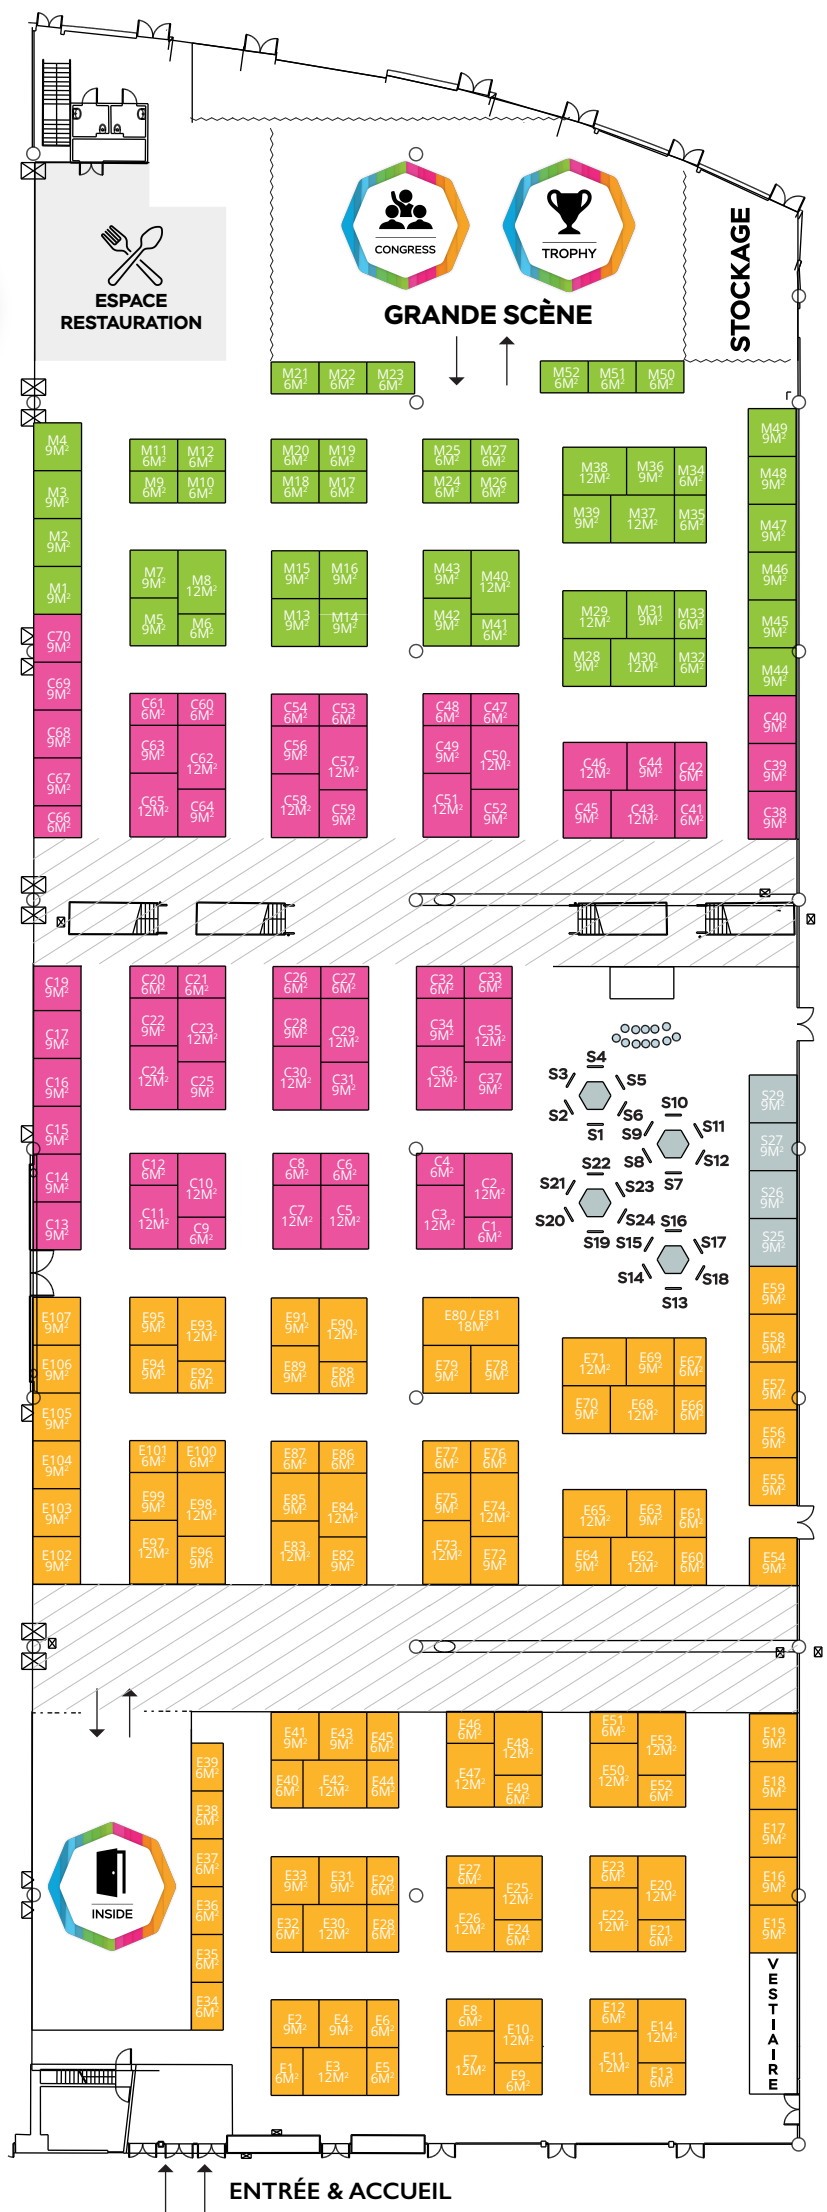 CONGRESS
TROPHY
GRANDE SCÈNE
STOCKAGE
ESPACE
RESTAURATION
M21 6M²
M22 6M²
M23 6M²
M52 6M²
M51 6M²
M50 6M²
M4 9M²
M3 9M²
M2 9M²
M1 9M²
M11 6M²
M12 6M²
M9 6M²
M10 6M²
M20 6M²
M19 6M²
M18 6M²
M17 6M²
M25 6M²
M27 6M²
M24 6M²
M26 6M²
M38 12M²
M36 9M²
M34 6M²
M39 9M²
M37 12M²
M35 6M²
M49 9M²
M48 9M²
M47 9M²
M46 9M²
M45 9M²
M44 9M²
M7 9M²
M8 12M²
M5 9M²
M6 6M²
M15 9M²
M16 9M²
M13 9M²
M14 9M²
M43 9M²
M40 12M²
M42 9M²
M41 6M²
M29 12M²
M31 9M²
M33 6M²
M28 9M²
M30 12M²
M32 6M²
C70 9M²
C69 9M²
C68 9M²
C67 9M²
C66 6M²
C61 6M²
C60 6M²
C63 9M²
C62 12M²
C65 12M²
C64 9M²
C54 6M²
C53 6M²
C56 9M²
C57 12M²
C58 12M²
C59 9M²
C48 6M²
C47 6M²
C49 9M²
C50 12M²
C51 12M²
C52 9M²
C46 12M²
C44 9M²
C42 6M²
C45 9M²
C43 12M²
C41 6M²
C40 9M²
C39 9M²
C38 9M²
C19 9M²
C17 9M²
C16 9M²
C15 9M²
C14 9M²
C13 9M²
C20 6M²
C21 6M²
C22 9M²
C23 12M²
C24 12M²
C25 9M²
C26 6M²
C27 6M²
C28 9M²
C29 12M²
C30 12M²
C31 9M²
C32 6M²
C33 6M²
C34 9M²
C35 12M²
C36 12M²
C37 9M²
S4
S3
S5
S2
S6
S1
S10
S9
S11
S8
S12
S7
S22
S21
S23
S20
S24
S19
S16
S15
S17
S14
S18
S13
S29 9M²
S27 9M²
S26 9M²
S25 9M²
C12 6M²
C10 12M²
C11 12M²
C9 6M²
C8 6M²
C6 6M²
C7 12M²
C5 12M²
C4 6M²
C2 12M²
C3 12M²
C1 6M²
E107 9M²
E106 9M²
E105 9M²
E104 9M²
E103 9M²
E102 9M²
E95 9M²
E93 12M²
E94 9M²
E92 6M²
E91 9M²
E90 12M²
E89 9M²
E88 6M²
E80 / E81 18M²
E79 9M²
E78 9M²
E71 12M²
E69 9M²
E67 6M²
E70 9M²
E68 12M²
E66 6M²
E59 9M²
E58 9M²
E57 9M²
E56 9M²
E55 9M²
E54 9M²
E101 6M²
E100 6M²
E99 9M²
E98 12M²
E97 12M²
E96 9M²
E87 6M²
E86 6M²
E85 9M²
E84 12M²
E83 12M²
E82 9M²
E77 6M²
E76 6M²
E75 9M²
E74 12M²
E73 12M²
E72 9M²
E65 12M²
E63 9M²
E61 6M²
E64 9M²
E62 12M²
E60 6M²
INSIDE
E39 6M²
E38 6M²
E37 6M²
E36 6M²
E35 6M²
E34 6M²
E41 9M²
E43 9M²
E45 6M²
E40 6M²
E42 12M²
E44 6M²
E46 6M²
E48 12M²
E47 12M²
E49 6M²
E51 6M²
E53 12M²
E50 12M²
E52 6M²
E19 9M²
E18 9M²
E17 9M²
E16 9M²
E15 9M²
E33 9M²
E31 9M²
E29 6M²
E32 6M²
E30 12M²
E28 6M²
E27 6M²
E25 12M²
E26 12M²
E24 6M²
E23 6M²
E20 12M²
E22 12M²
E21 6M²
E2 9M²
E4 9M²
E6 6M²
E1 6M²
E3 12M²
E5 6M²
E8 6M²
E10 12M²
E7 12M²
E9 6M²
E12 6M²
E14 12M²
E11 12M²
E13 6M²
VESTIAIRE
ENTRÉE & ACCUEIL